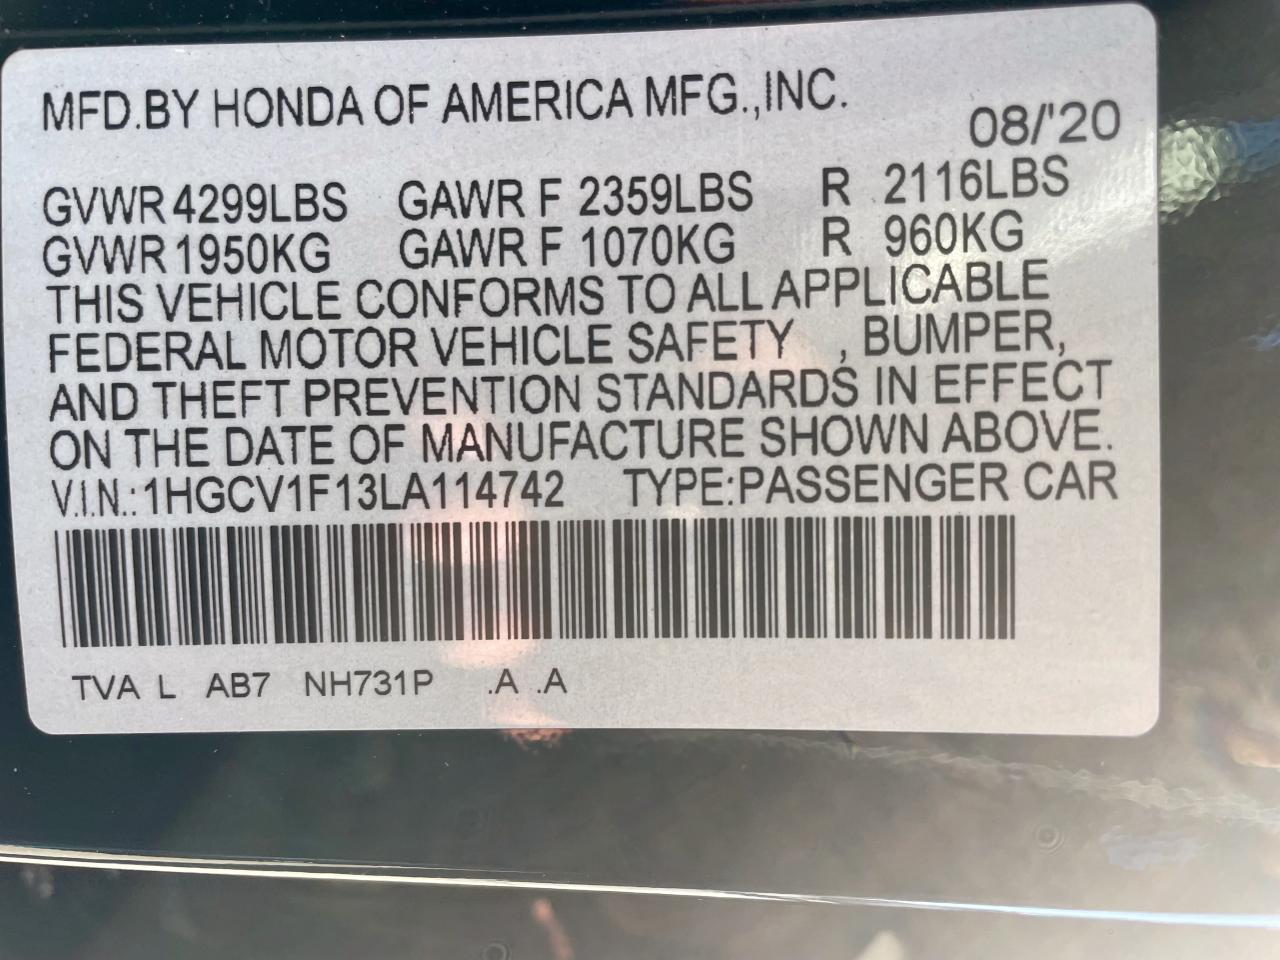 MFD.BY HONDA OF AMERICA MFG.,INC.
08/'20
GVWR 4299LBS GAWR F 2359LBS R 2116LBS
GVWR 1950KG GAWR F 1070KG R 960KG
THIS VEHICLE CONFORMS TO ALL APPLICABLE
FEDERAL MOTOR VEHICLE SAFETY , BUMPER,
AND THEFT PREVENTION STANDARDS IN EFFECT
ON THE DATE OF MANUFACTURE SHOWN ABOVE.
V.I.N.: 1HGCV1F13LA114742 TYPE:PASSENGER CAR
TVA L AB7 NH731P .A .A